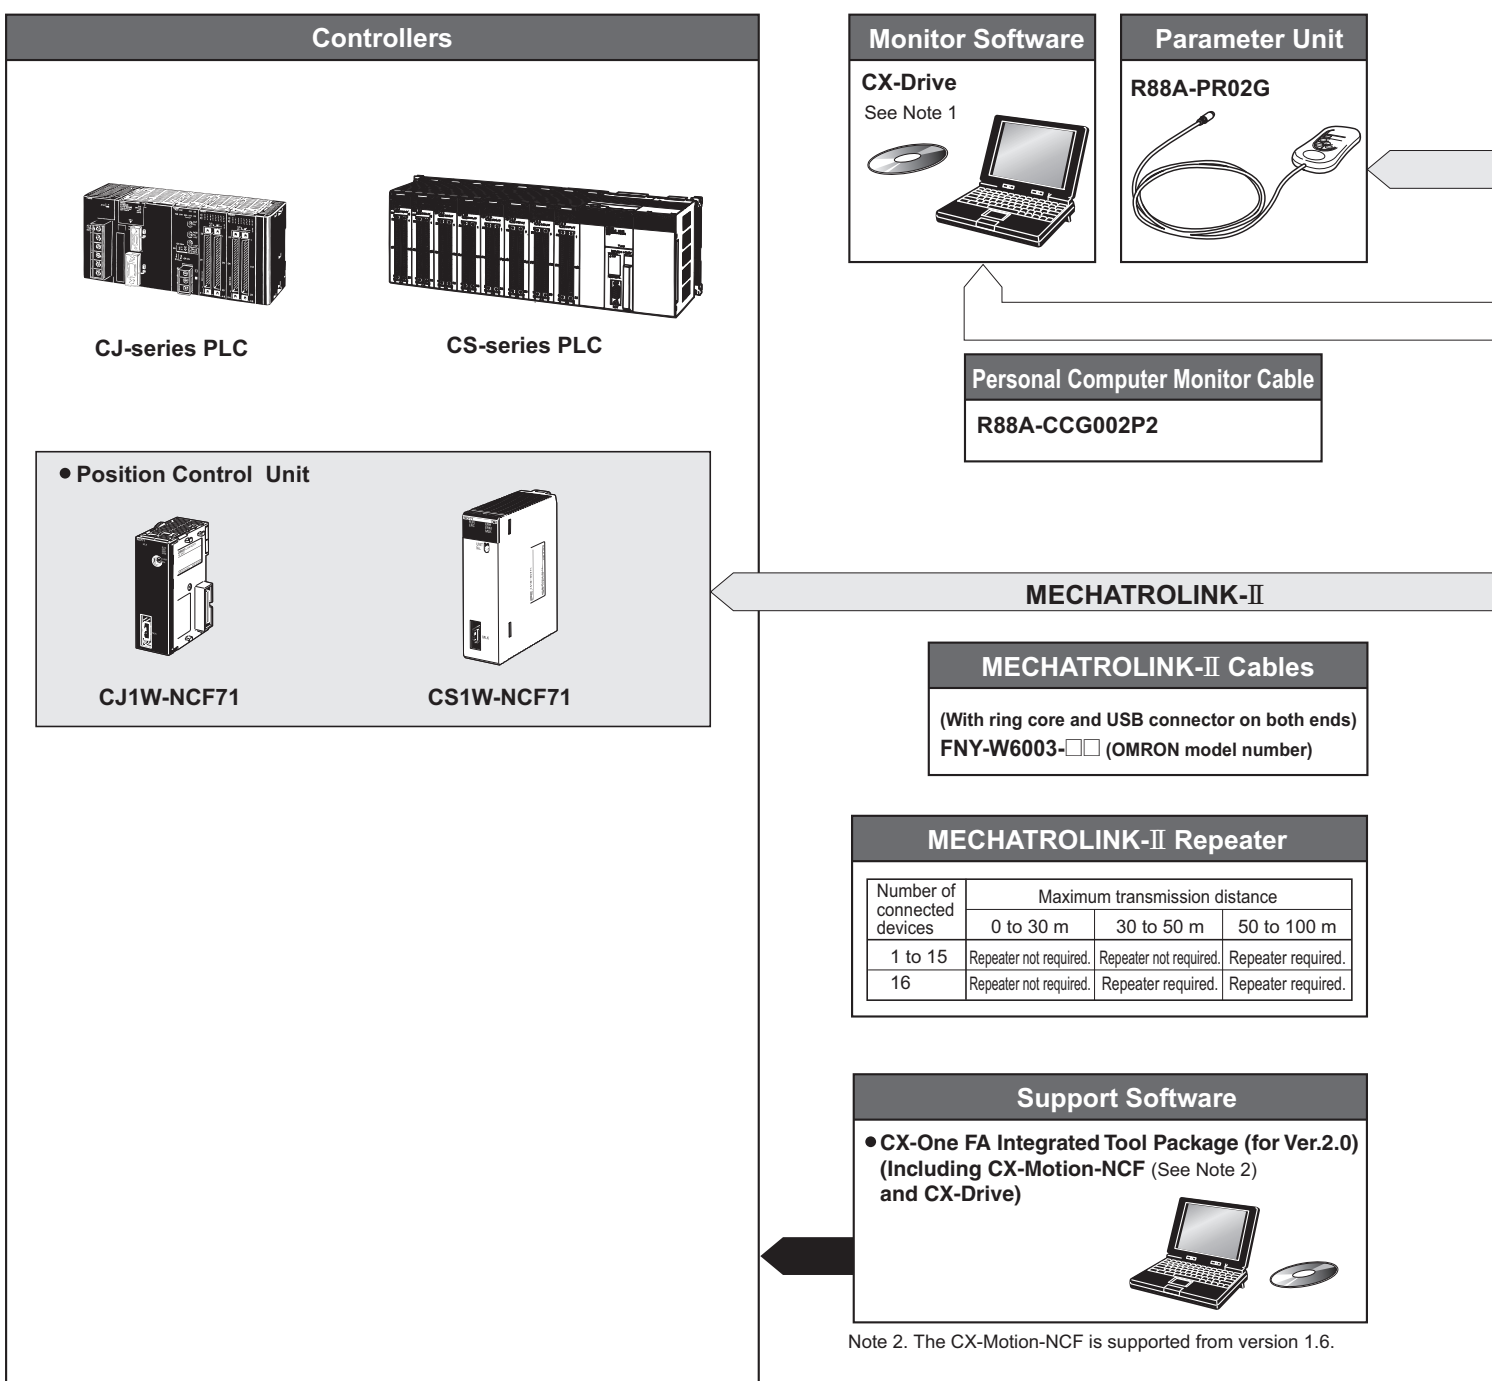 Controllers
CJ-series PLC
CS-series PLC
● Position Control Unit
CJ1W-NCF71
CS1W-NCF71
Monitor Software
CX-Drive
See Note 1
Parameter Unit
R88A-PR02G
Personal Computer Monitor Cable
R88A-CCG002P2
MECHATROLINK-Ⅱ
MECHATROLINK-Ⅱ Cables
(With ring core and USB connector on both ends)
FNY-W6003-□□ (OMRON model number)
MECHATROLINK-Ⅱ Repeater
Number of
connected
devices
Maximum transmission distance
0 to 30 m 30 to 50 m 50 to 100 m
1 to 15 Repeater not required. Repeater not required. Repeater required.
16 Repeater not required. Repeater required. Repeater required.
Support Software
● CX-One FA Integrated Tool Package (for Ver.2.0)
(Including CX-Motion-NCF (See Note 2)
and CX-Drive)
Note 2. The CX-Motion-NCF is supported from version 1.6.